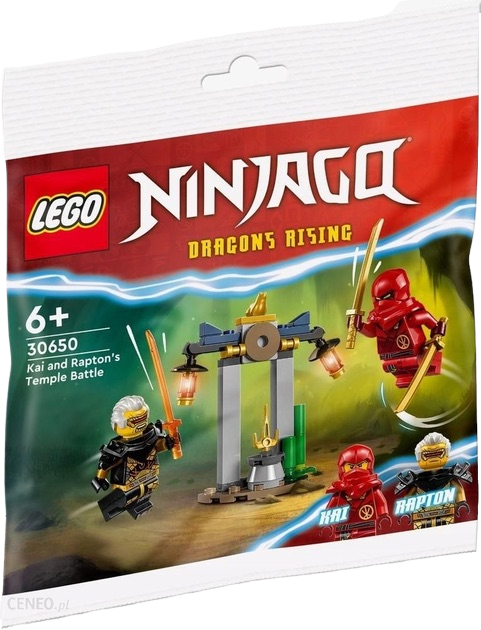 LEGO
NINJAGO
DRAGONS RISING
6+
30650
Kai and Rapton's
Temple Battle
KAI
RAPTON
CENEO.pl